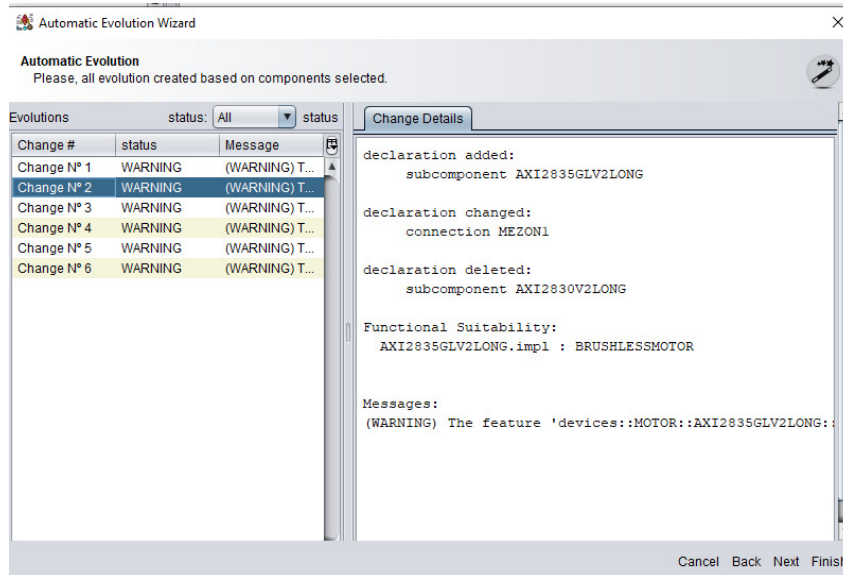 Automatic Evolution Wizard
Automatic Evolution
Please, all evolution created based on components selected.
Evolutions status: All status
Change # status Message
Change Nº 1 WARNING (WARNING) T...
Change Nº 2 WARNING (WARNING) T...
Change Nº 3 WARNING (WARNING) T...
Change Nº 4 WARNING (WARNING) T...
Change Nº 5 WARNING (WARNING) T...
Change Nº 6 WARNING (WARNING) T...
Change Details
declaration added:
subcomponent AXI2835GLV2LONG
declaration changed:
connection MEZON1
declaration deleted:
subcomponent AXI2830V2LONG
Functional Suitability:
AXI2835GLV2LONG.impl : BRUSHLESSMOTOR
Messages:
(WARNING) The feature 'devices::MOTOR::AXI2835GLV2LONG::
Cancel Back Next Finish